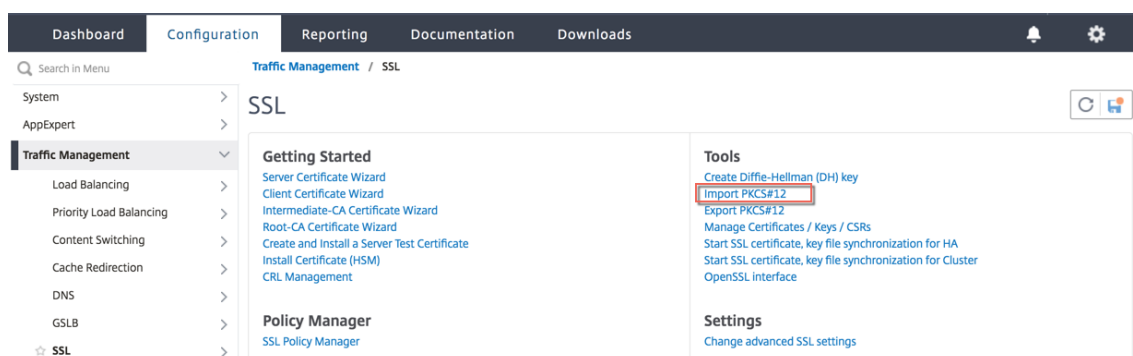 Dashboard Configuration Reporting Documentation Downloads
Search in Menu
System
AppExpert
Traffic Management
Load Balancing
Priority Load Balancing
Content Switching
Cache Redirection
DNS
GSLB
SSL
Traffic Management / SSL
SSL
Getting Started
Server Certificate Wizard
Client Certificate Wizard
Intermediate-CA Certificate Wizard
Root-CA Certificate Wizard
Create and Install a Server Test Certificate
Install Certificate (HSM)
CRL Management
Policy Manager
SSL Policy Manager
Tools
Create Diffie-Hellman (DH) key
Import PKCS#12
Export PKCS#12
Manage Certificates / Keys / CSRs
Start SSL certificate, key file synchronization for HA
Start SSL certificate, key file synchronization for Cluster
OpenSSL interface
Settings
Change advanced SSL settings